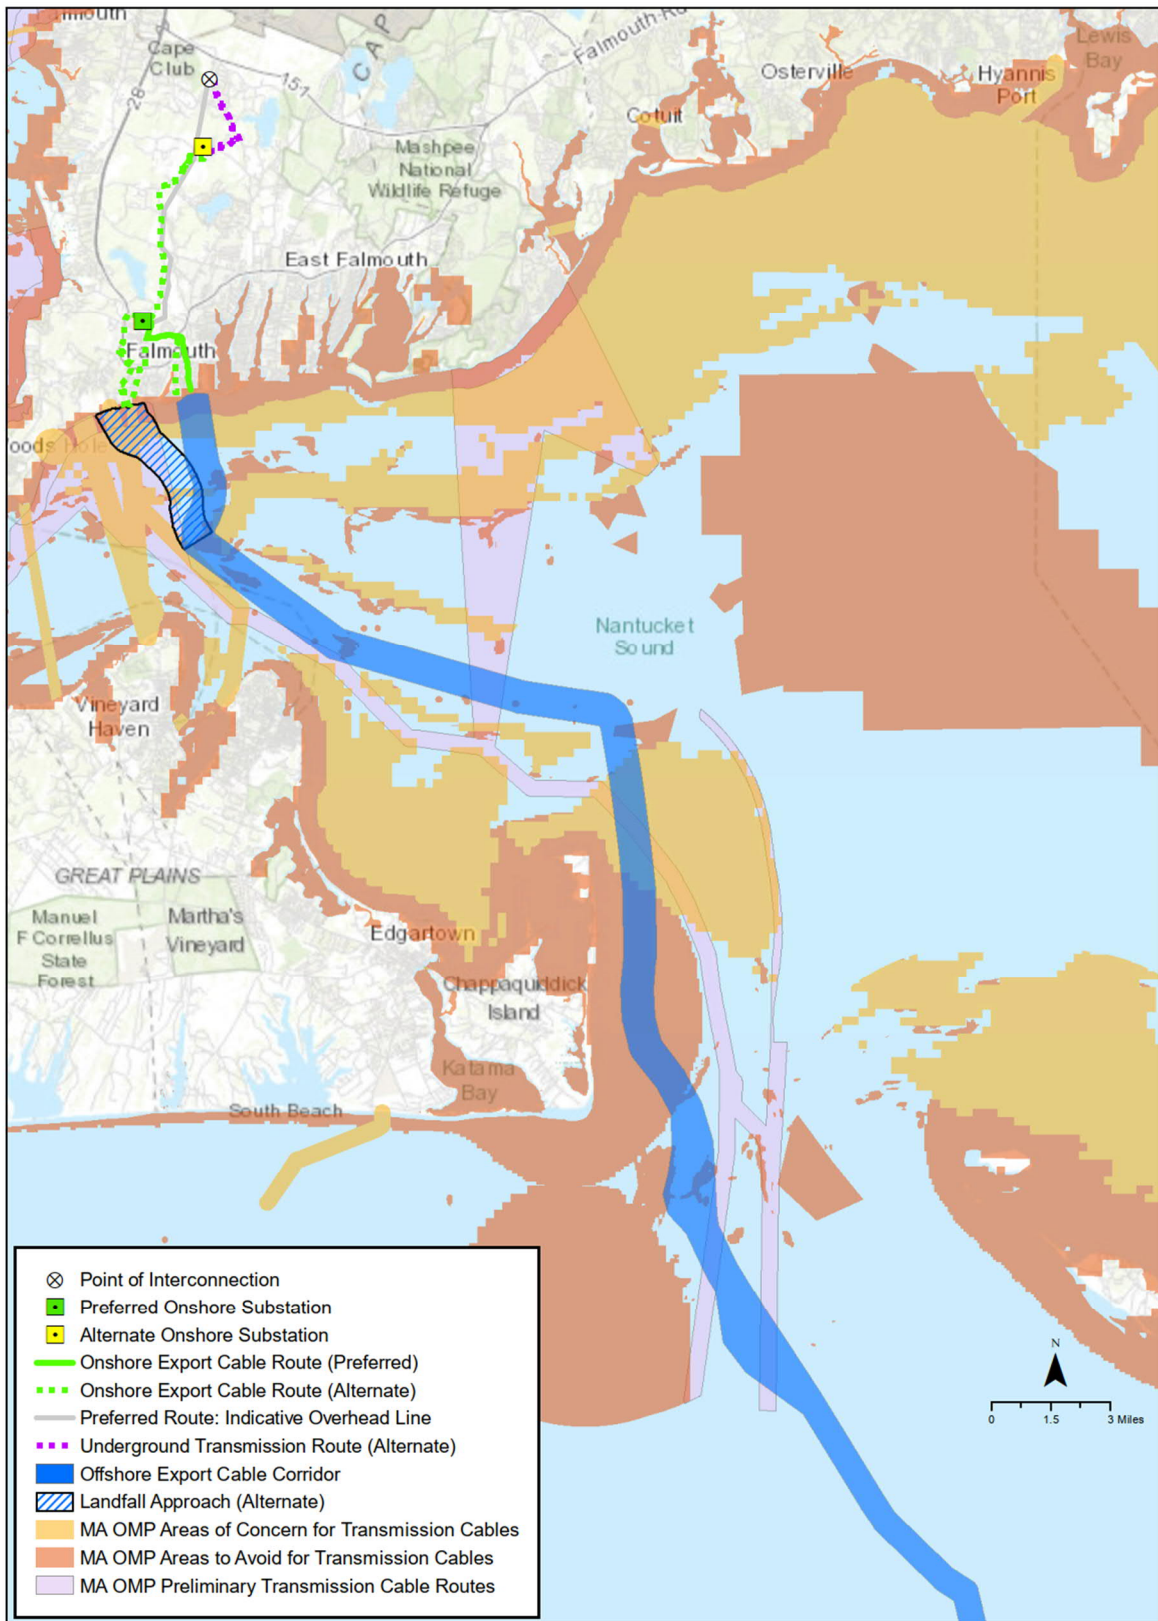 Cape
Club
151
28
C A P
Falmouth Rd
Lewis
Bay
Osterville
Hyannis
Port
Cotuit
Mashpee
National
Wildlife Refuge
East Falmouth
Falmouth
Nantucket
Sound
Vineyard
Haven
GREAT PLAINS
Manuel
F Correllus
State
Forest
Martha's
Vineyard
Edgartown
Chappaquiddick
Island
Katama
Bay
South Beach
Point of Interconnection
Preferred Onshore Substation
Alternate Onshore Substation
Onshore Export Cable Route (Preferred)
Onshore Export Cable Route (Alternate)
Preferred Route: Indicative Overhead Line
Underground Transmission Route (Alternate)
Offshore Export Cable Corridor
Landfall Approach (Alternate)
MA OMP Areas of Concern for Transmission Cables
MA OMP Areas to Avoid for Transmission Cables
MA OMP Preliminary Transmission Cable Routes
N
0 1.5 3 Miles